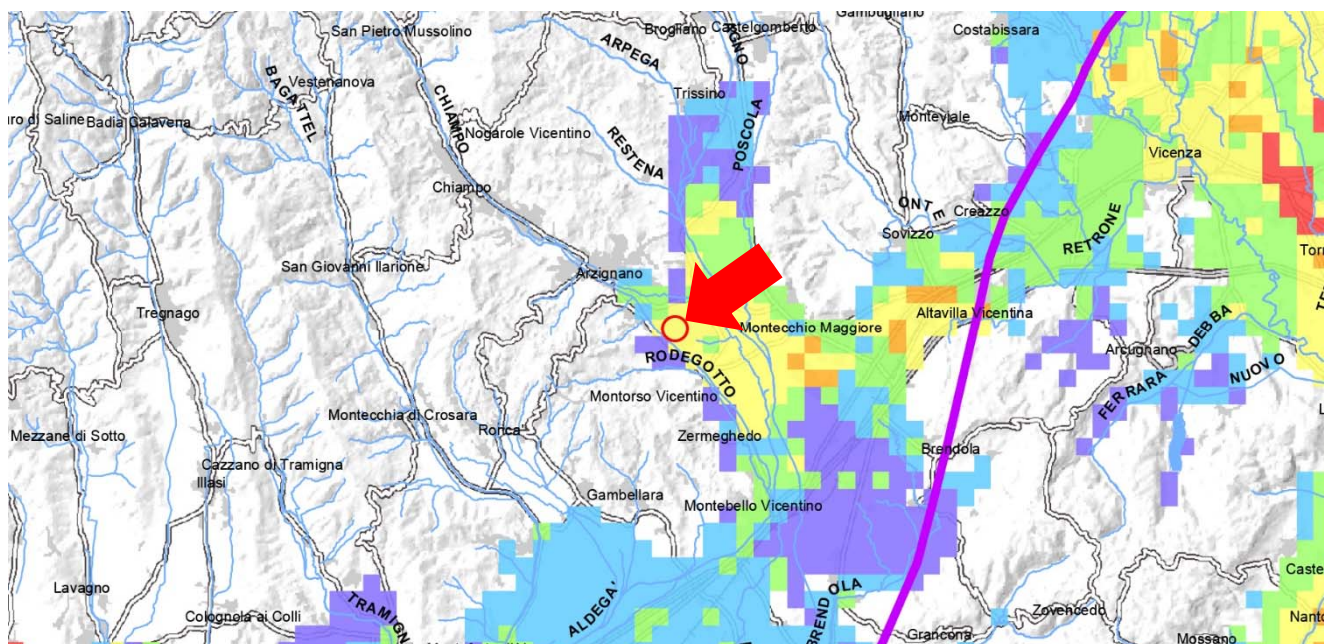 Gambugliano
San Pietro Mussolino
Brogliano
Castelgomberto
Costabissara
ARPEGA
Vestenanova
BAGATTEL
Trissino
CHIAMPO
POSCOLA
Badia Calavena
Nogarole Vicentino
RESTENA
Monteviale
Vicenza
Chiampo
ONTE
Creazzo
Sovizzo
RETRONE
San Giovanni Ilarione
Arzignano
Tregnago
Montecchio Maggiore
Altavilla Vicentina
DEBBA
RODEGOTTO
Arcugnano
FERRARA
NUOVO
Montorso Vicentino
Montecchia di Crosara
Mezzane di Sotto
Roncà
Zermeghedo
Brendola
Cazzano di Tramigna
Illasi
Gambellara
Montebello Vicentino
Lavagno
Colognola ai Colli
TRAMIGN
ALDEGA'
BRENDOLA
Zovencedo
Grancona
Mossano